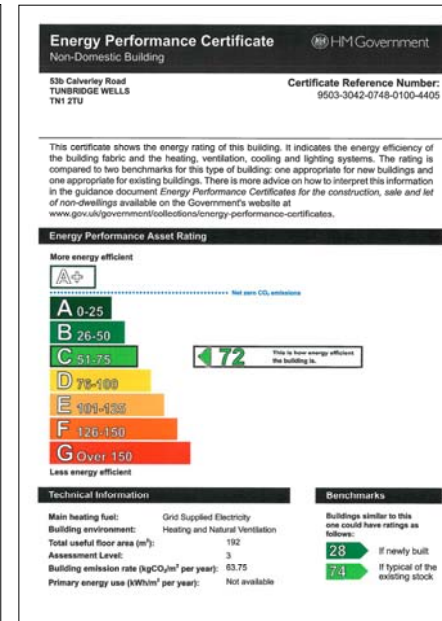 Energy Performance Certificate
HM Government
Non-Domestic Building
53b Calverley Road
TUNBRIDGE WELLS
TN1 2TU
Certificate Reference Number:
9503-3042-0748-0100-4405
This certificate shows the energy rating of this building. It indicates the energy efficiency of
the building fabric and the heating, ventilation, cooling and lighting systems. The rating is
compared to two benchmarks for this type of building: one appropriate for new buildings and
one appropriate for existing buildings. There is more advice on how to interpret this information
in the guidance document Energy Performance Certificates for the construction, sale and let
of non-dwellings available on the Government's website at
www.gov.uk/government/collections/energy-performance-certificates.
Energy Performance Asset Rating
More energy efficient
A+
Net zero CO₂ emissions
A 0-25
B 26-50
C 51-75
72 This is how energy efficient
the building is.
D 76-100
E 101-125
F 126-150
G Over 150
Less energy efficient
Technical Information
Main heating fuel: Grid Supplied Electricity
Building environment: Heating and Natural Ventilation
Total useful floor area (m²): 192
Assessment Level: 3
Building emission rate (kgCO₂/m² per year): 63.75
Primary energy use (kWh/m² per year): Not available
Benchmarks
Buildings similar to this
one could have ratings as
follows:
28 If newly built
74 If typical of the
existing stock